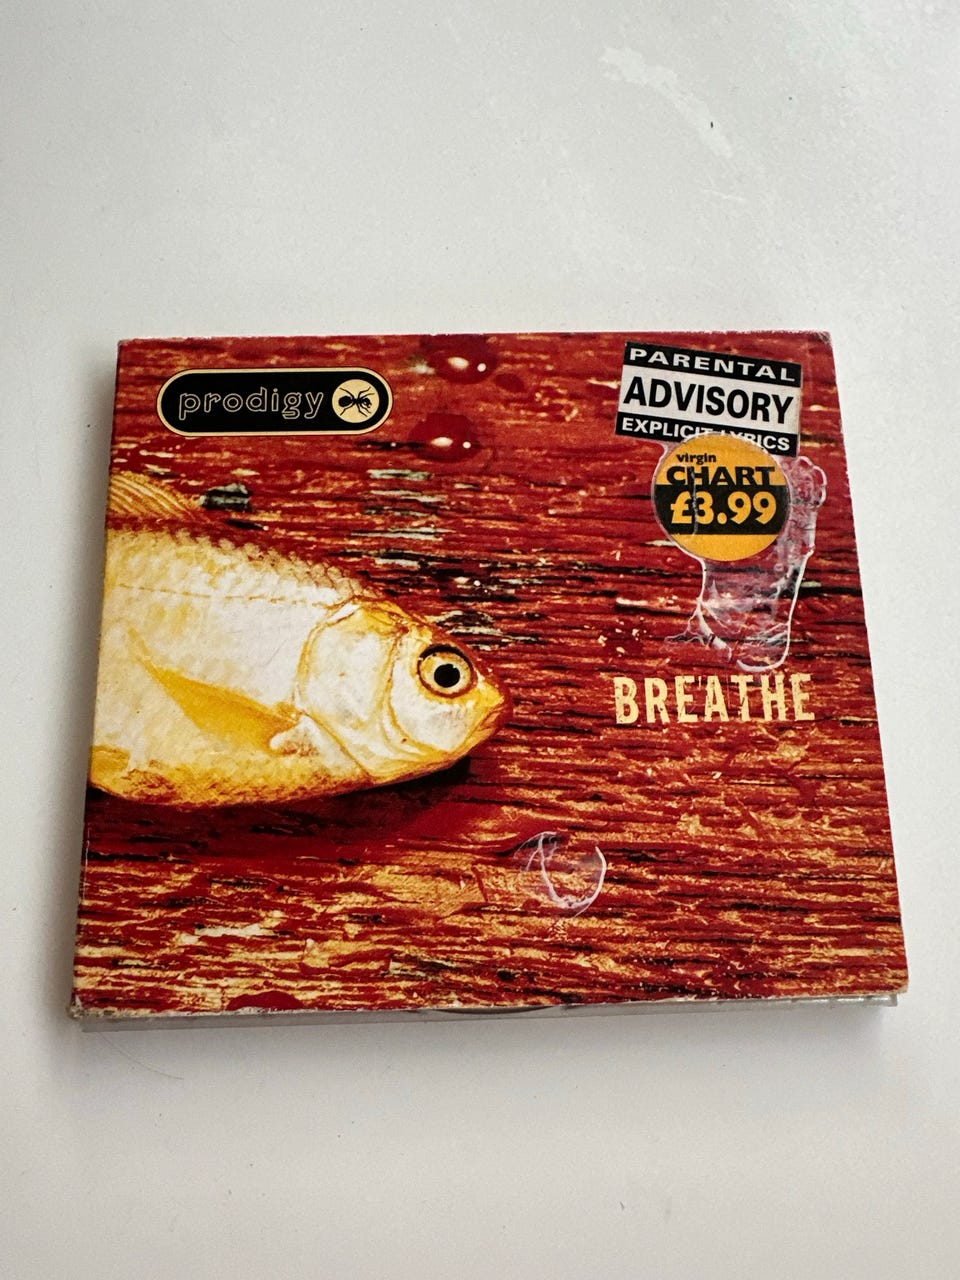 prodigy
PARENTAL
ADVISORY
EXPLICIT LYRICS
virgin
CHART
£3.99
BREATHE